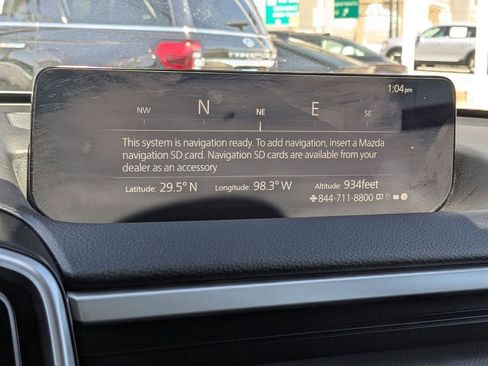 1:04pm
NW N NE E SE
This system is navigation ready. To add navigation, insert a Mazda
navigation SD card. Navigation SD cards are available from your
dealer as an accessory.
Latitude: 29.5° N Longitude: 98.3° W Altitude: 934feet
844-711-8800